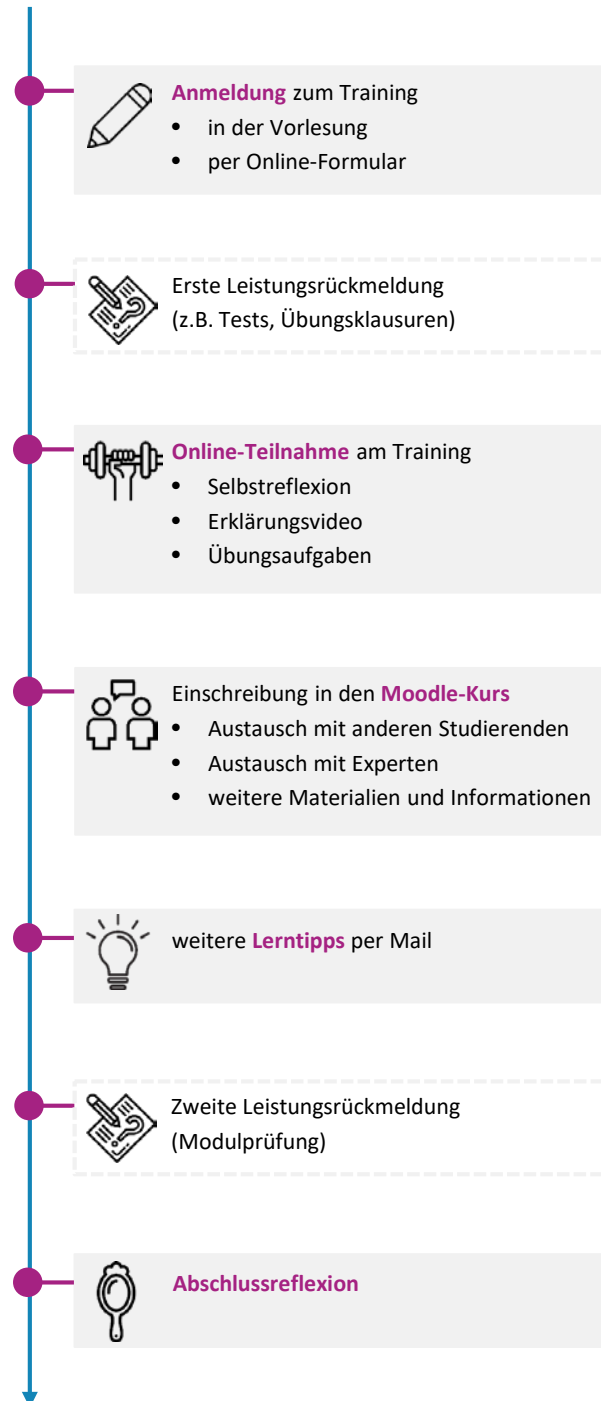 Anmeldung zum Training
• in der Vorlesung
• per Online-Formular
Erste Leistungsrückmeldung
(z.B. Tests, Übungsklausuren)
Online-Teilnahme am Training
• Selbstreflexion
• Erklärungsvideo
• Übungsaufgaben
Einschreibung in den Moodle-Kurs
• Austausch mit anderen Studierenden
• Austausch mit Experten
• weitere Materialien und Informationen
weitere Lerntipps per Mail
Zweite Leistungsrückmeldung
(Modulprüfung)
Abschlussreflexion